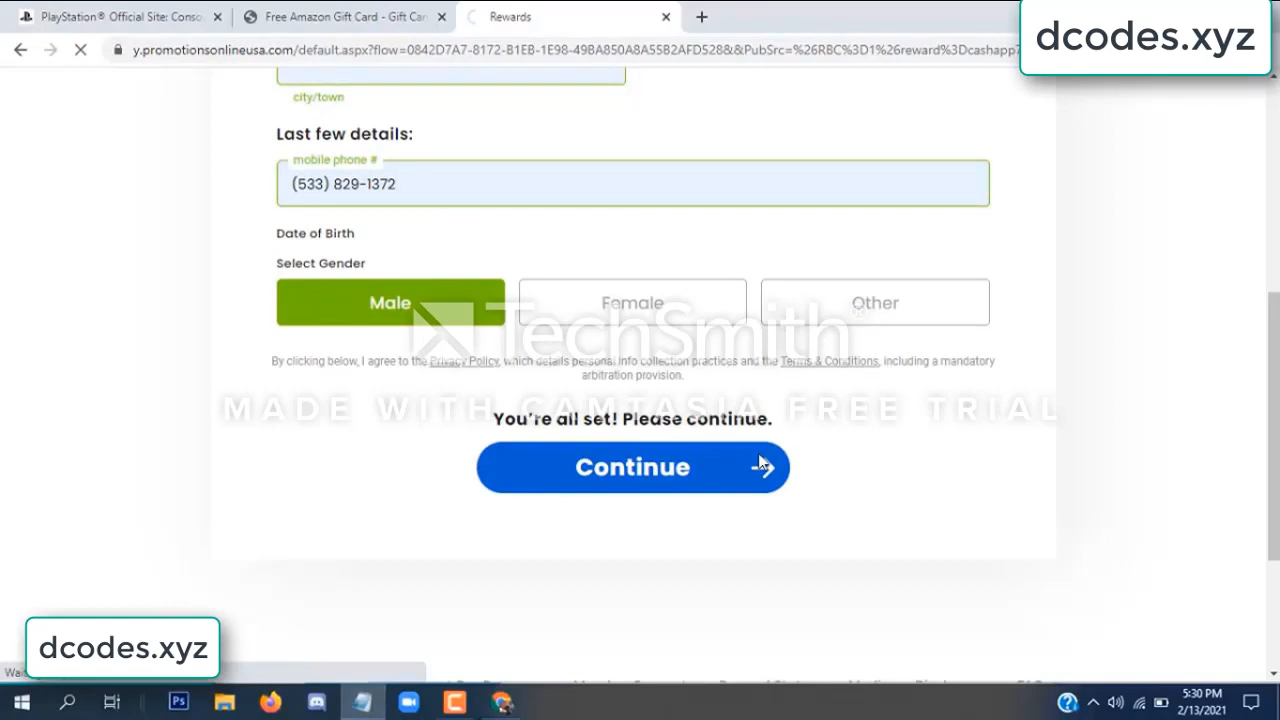 PlayStation® Official Site: Conso
Free Amazon Gift Card - Gift Car
Rewards
y.promotionsonlineusa.com/default.aspx?flow=0842D7A7-8172-B1EB-1E98-49BA850A8A55B2AFD528&&PubSrc=%26RBC%3D1%26reward%3Dcashapp7
dcodes.xyz
city/town
Last few details:
mobile phone #
(533) 829-1372
Date of Birth
Select Gender
Male
Female
Other
TechSmith
By clicking below, I agree to the Privacy Policy, which details personal info collection practices and the Terms & Conditions, including a mandatory
arbitration provision.
MADE WITH CAMTASIA FREE TRIAL
You're all set! Please continue.
Continue
dcodes.xyz
Ps
5:30 PM
2/13/2021